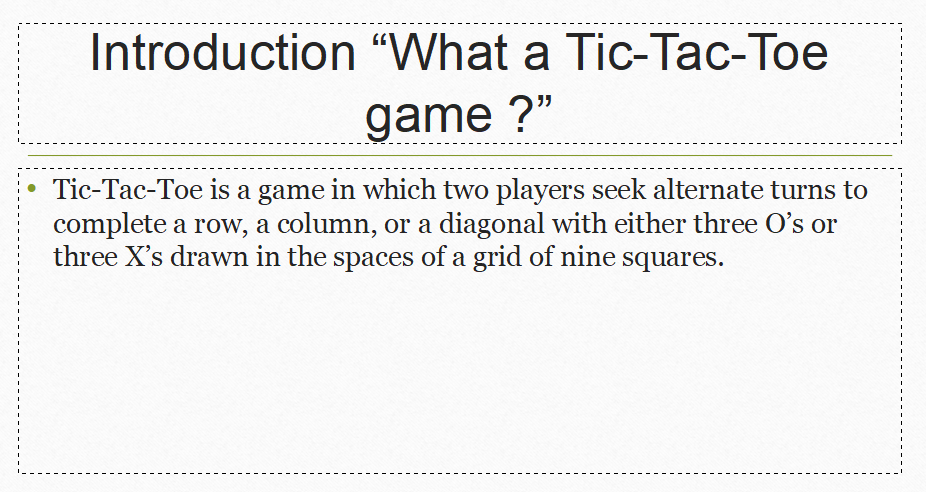 Introduction “What a Tic-Tac-Toe
game ?”
• Tic-Tac-Toe is a game in which two players seek alternate turns to
complete a row, a column, or a diagonal with either three O’s or
three X’s drawn in the spaces of a grid of nine squares.